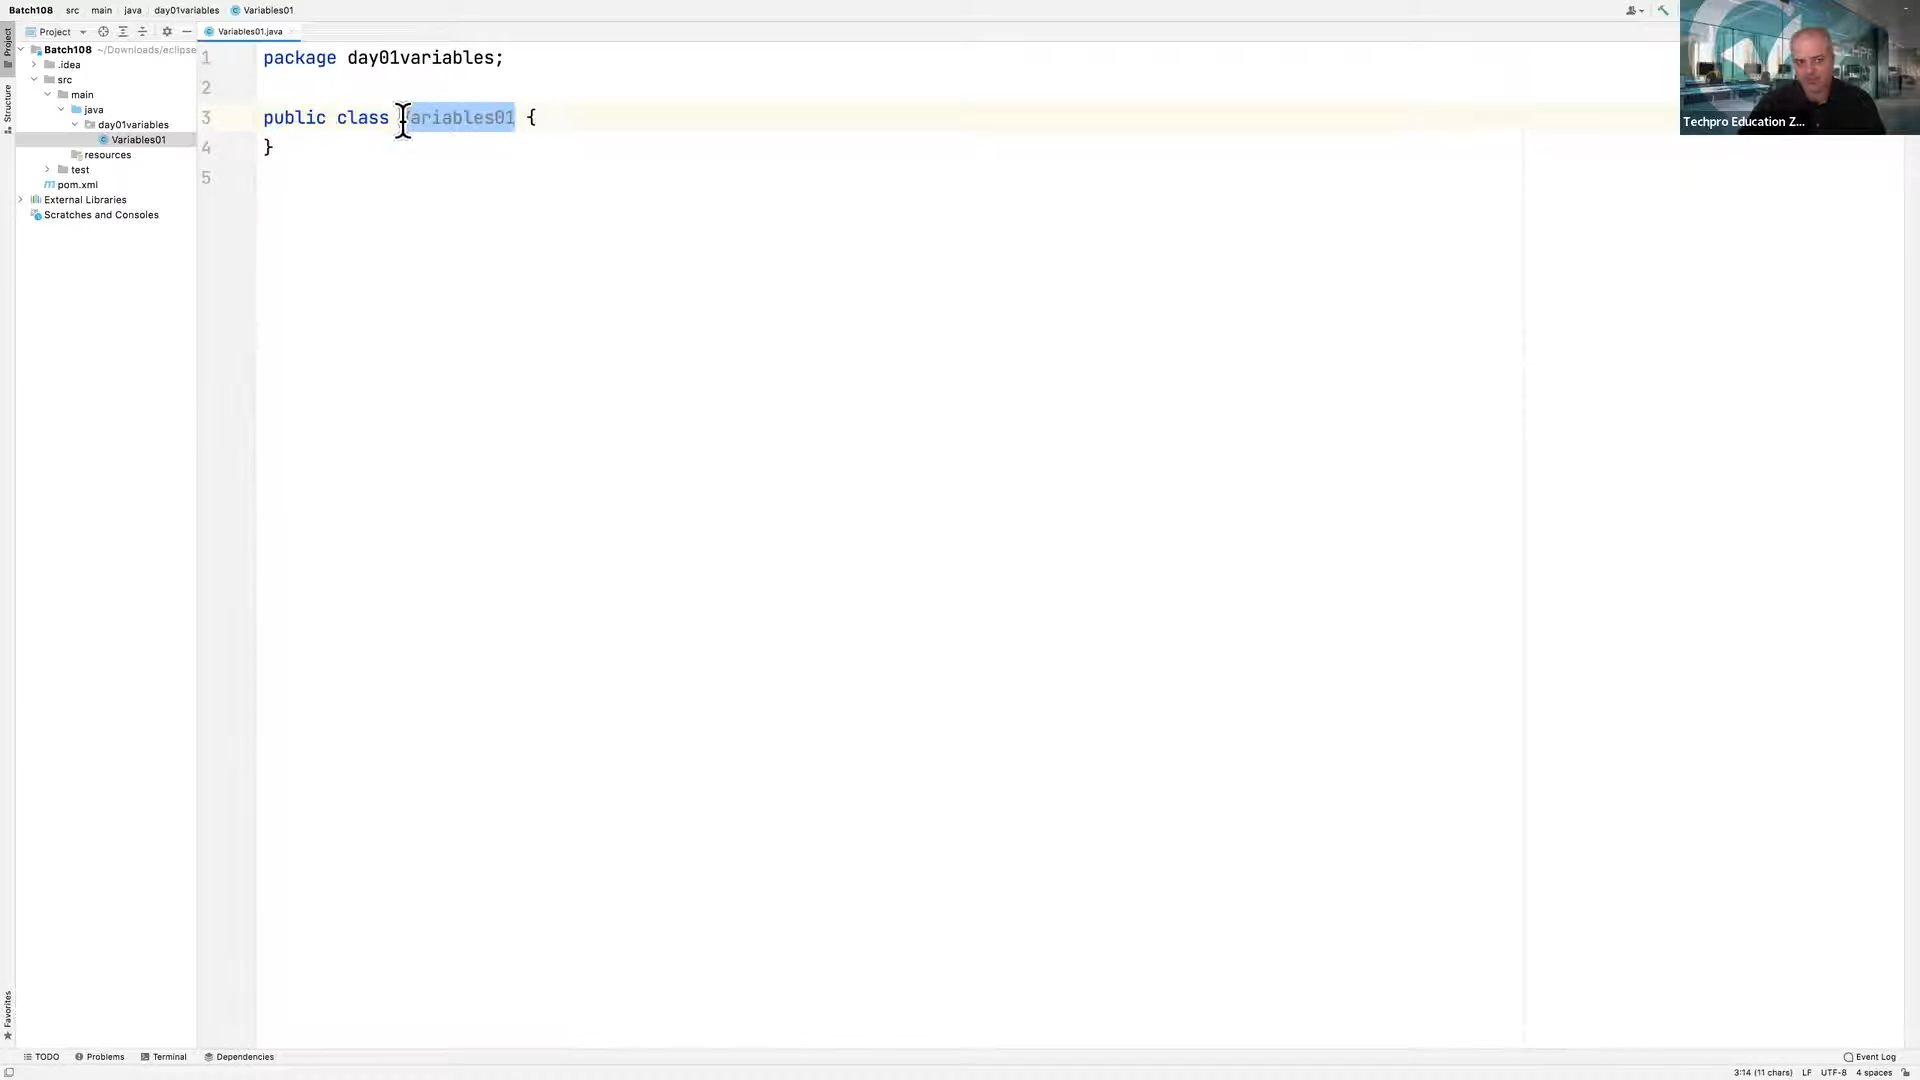 Batch108 src main java day01variables Variables01
Project
Variables01.java
Project
Structure
Favorites
Batch108 ~/Downloads/eclipse
.idea
src
main
java
day01variables
Variables01
resources
test
pom.xml
External Libraries
Scratches and Consoles
1 package day01variables;
2
3 public class Variables01 {
4 }
5
Techpro Education Z...
TODO Problems Terminal Dependencies Event Log
3:14 (11 chars) LF UTF-8 4 spaces